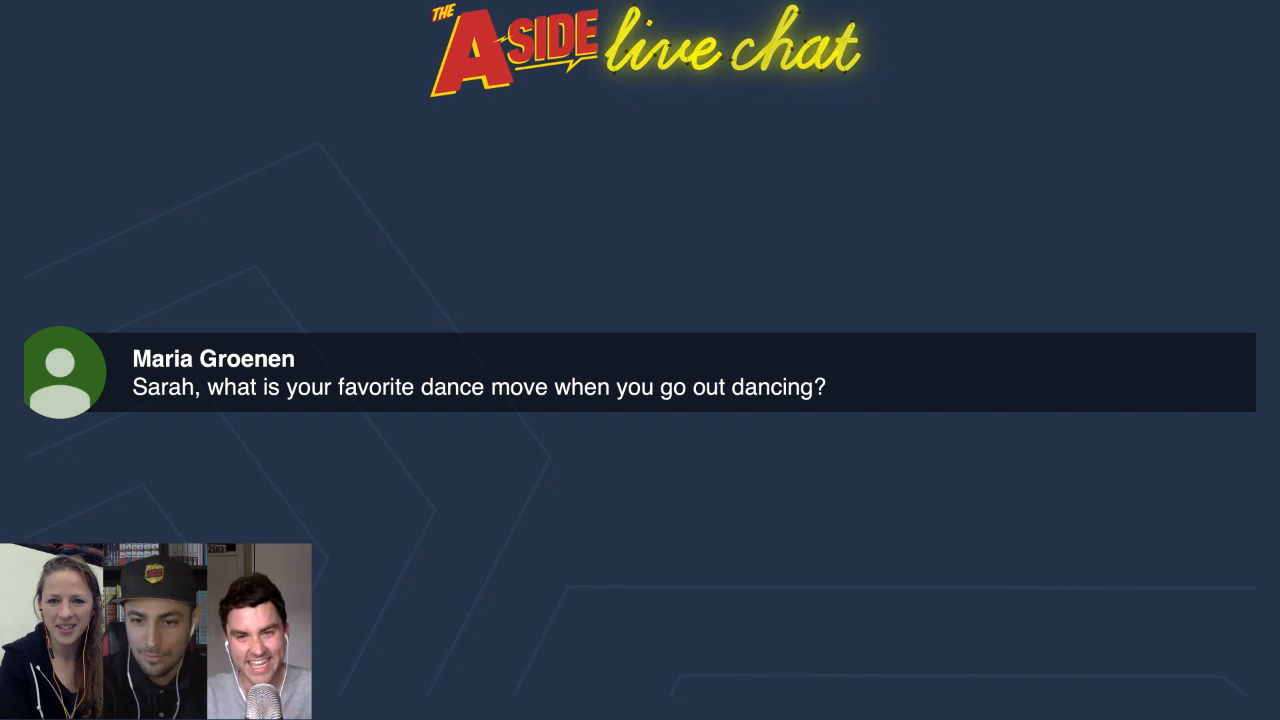 THE
A SIDE live chat
Maria Groenen
Sarah, what is your favorite dance move when you go out dancing?